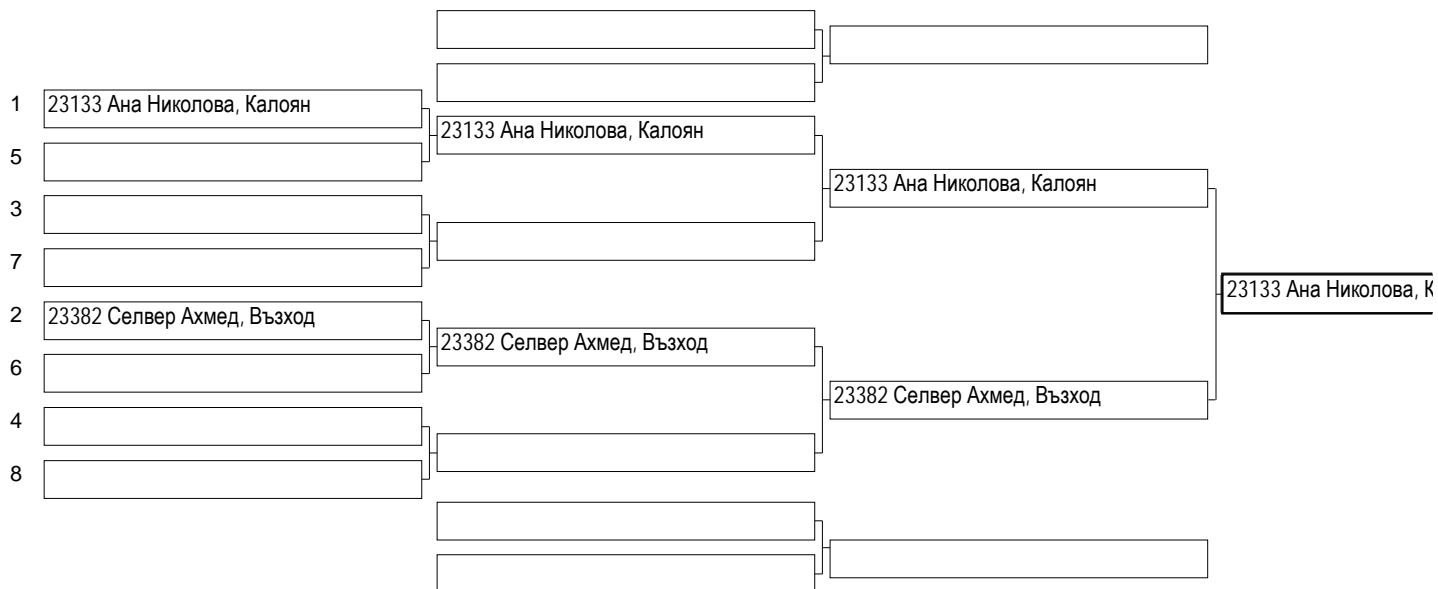 1 23133 Ана Николова, Калоян
23133 Ана Николова, Калоян
5
23133 Ана Николова, Калоян
3
7
23133 Ана Николова, К
2 23382 Селвер Ахмед, Възход
23382 Селвер Ахмед, Възход
6
23382 Селвер Ахмед, Възход
4
8